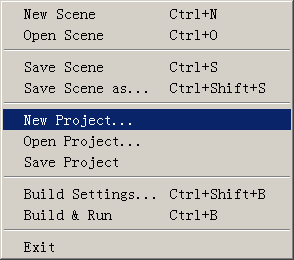 New Scene Ctrl+N
Open Scene Ctrl+O
Save Scene Ctrl+S
Save Scene as... Ctrl+Shift+S
New Project...
Open Project...
Save Project
Build Settings... Ctrl+Shift+B
Build & Run Ctrl+B
Exit